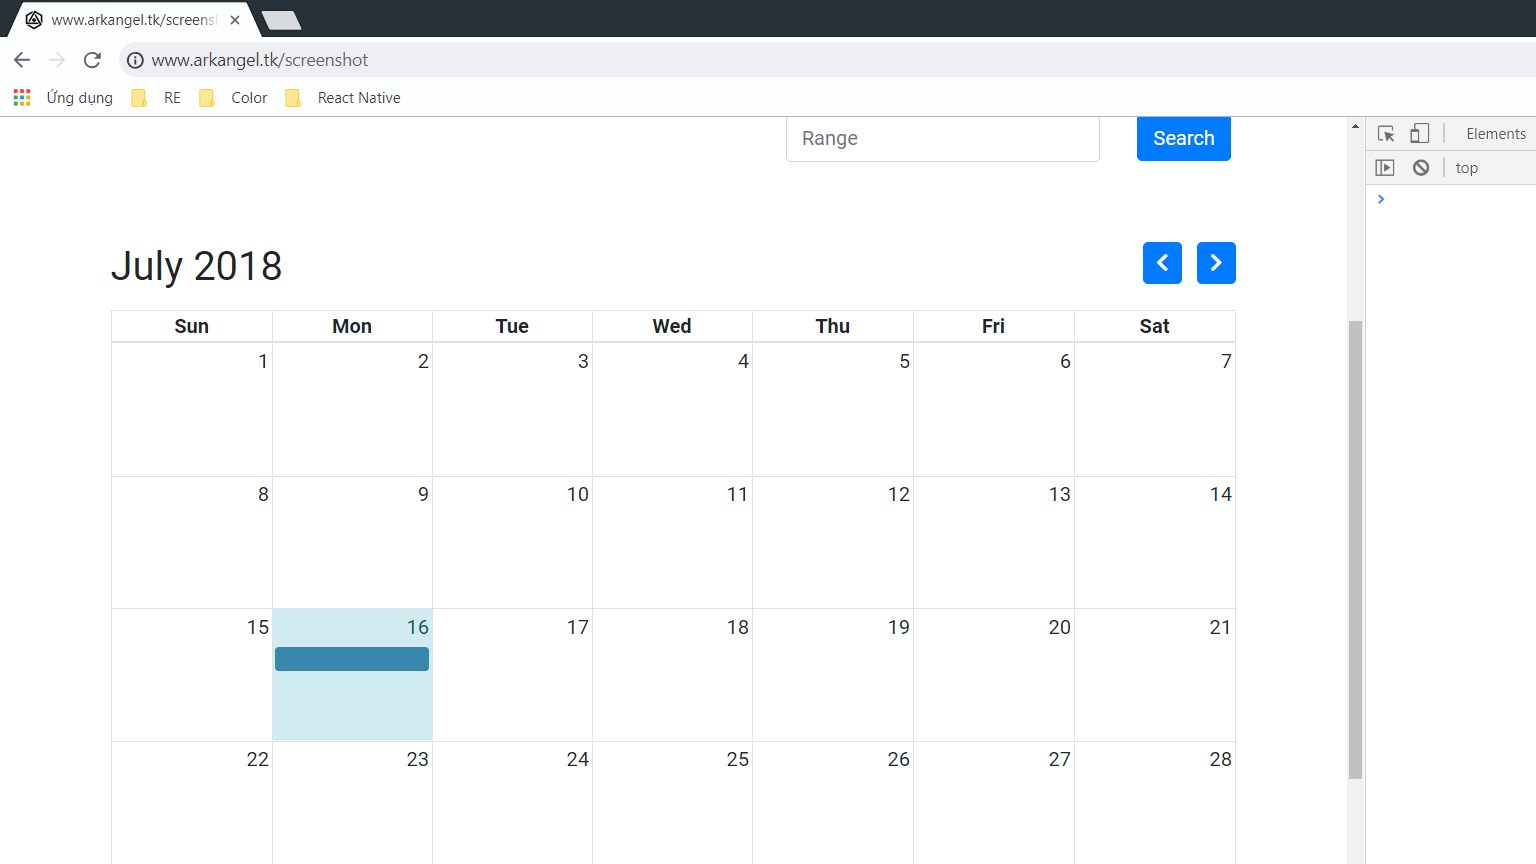 www.arkangel.tk/screensh
www.arkangel.tk/screenshot
Ứng dụng RE Color React Native
Range Search
Elements
top
July 2018
Sun Mon Tue Wed Thu Fri Sat
1 2 3 4 5 6 7
8 9 10 11 12 13 14
15 16 17 18 19 20 21
22 23 24 25 26 27 28